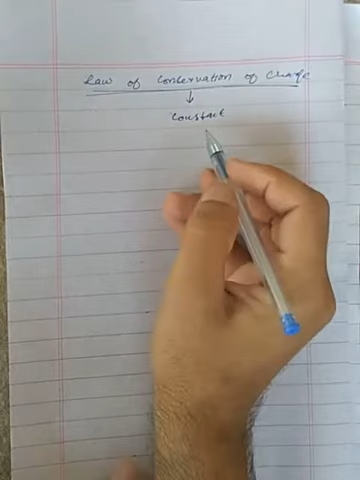 Law of Conservation of Charge
↓
Constant